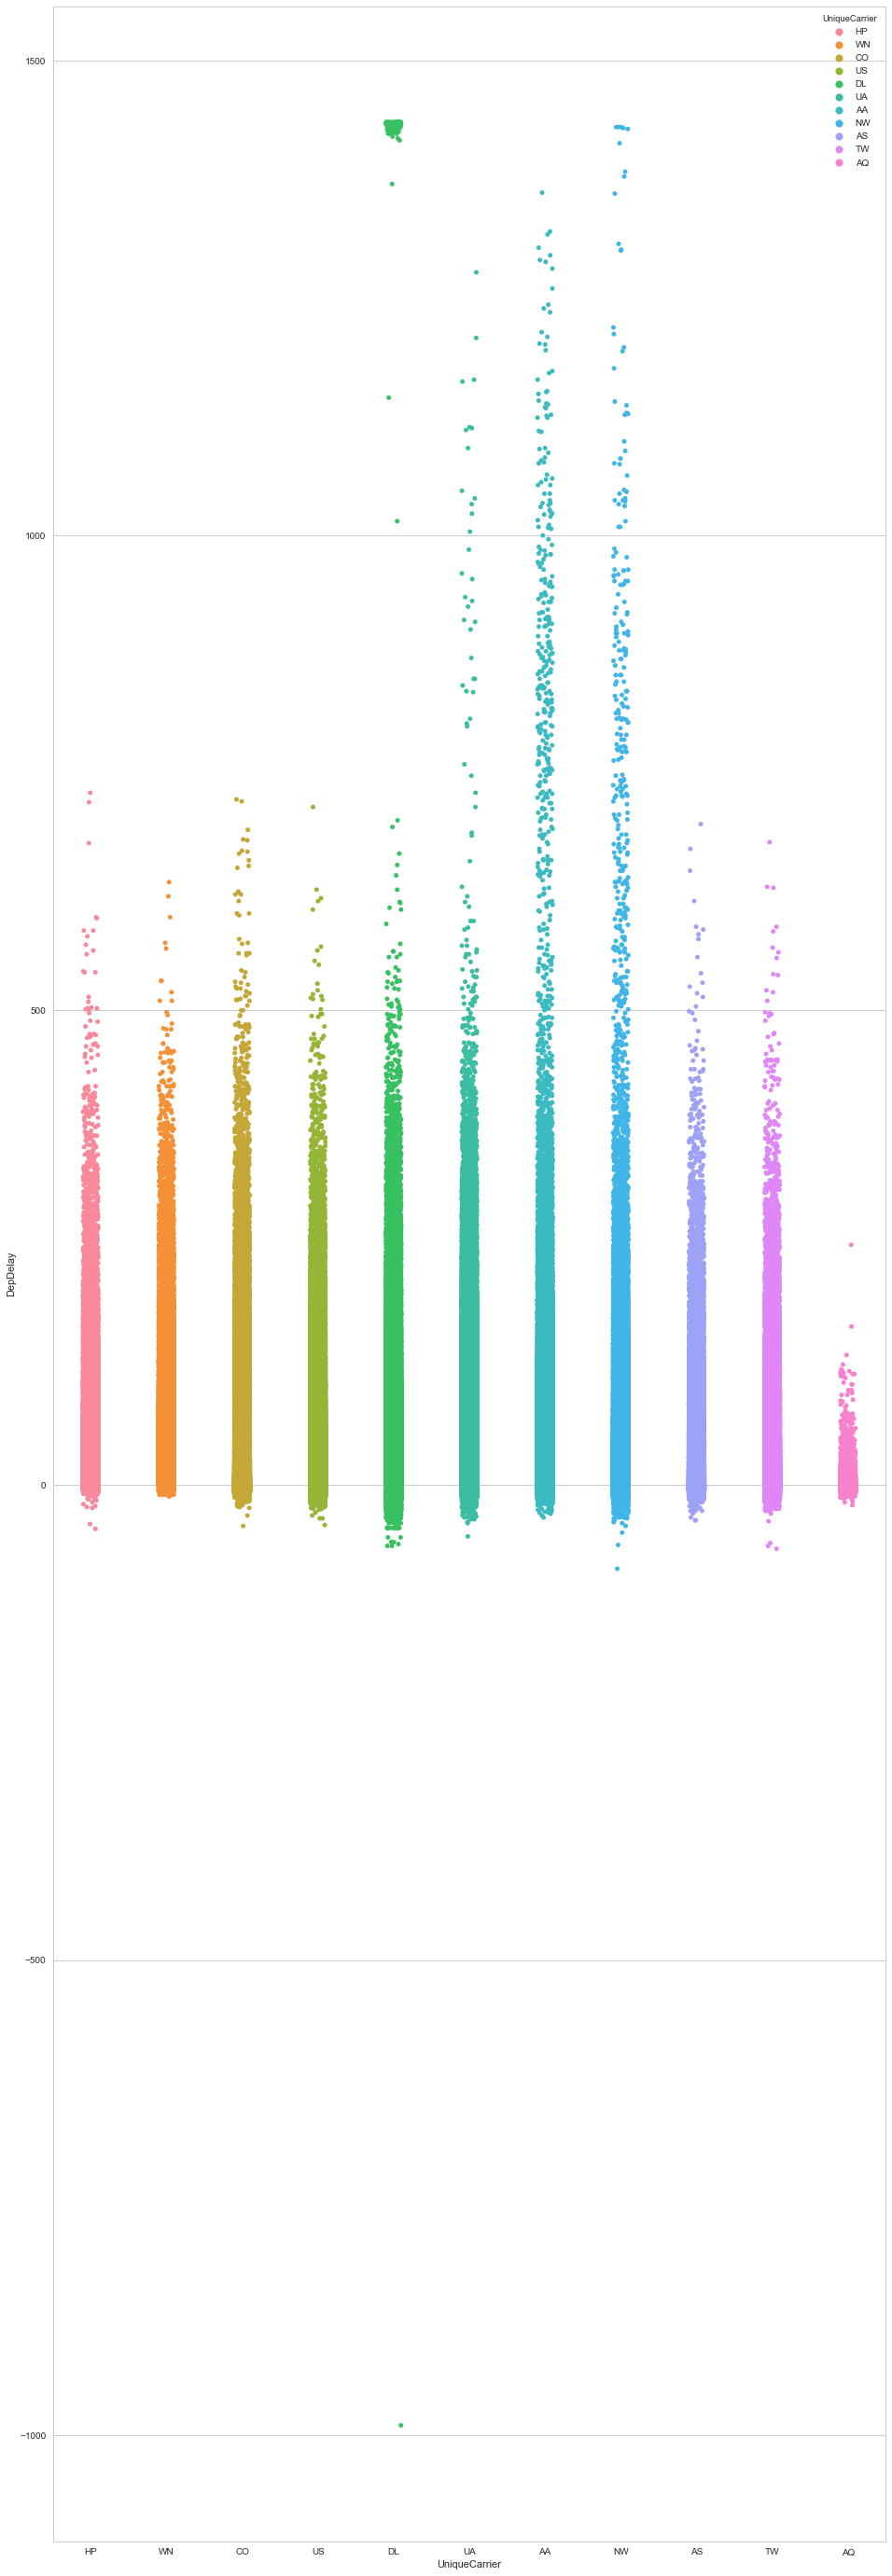 UniqueCarrier
HP
WN
CO
US
DL
UA
AA
NW
AS
TW
AQ
1500
1000
500
0
−500
−1000
DepDelay
HP WN CO US DL UA AA NW AS TW AQ
UniqueCarrier